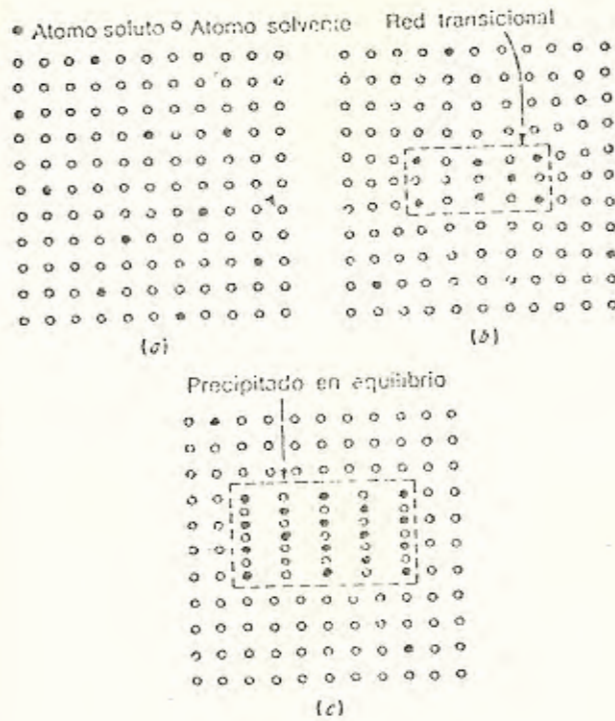 Atomo soluto Atomo solvente Red transicional
(a) (b)
Precipitado en equilibrio
(c)